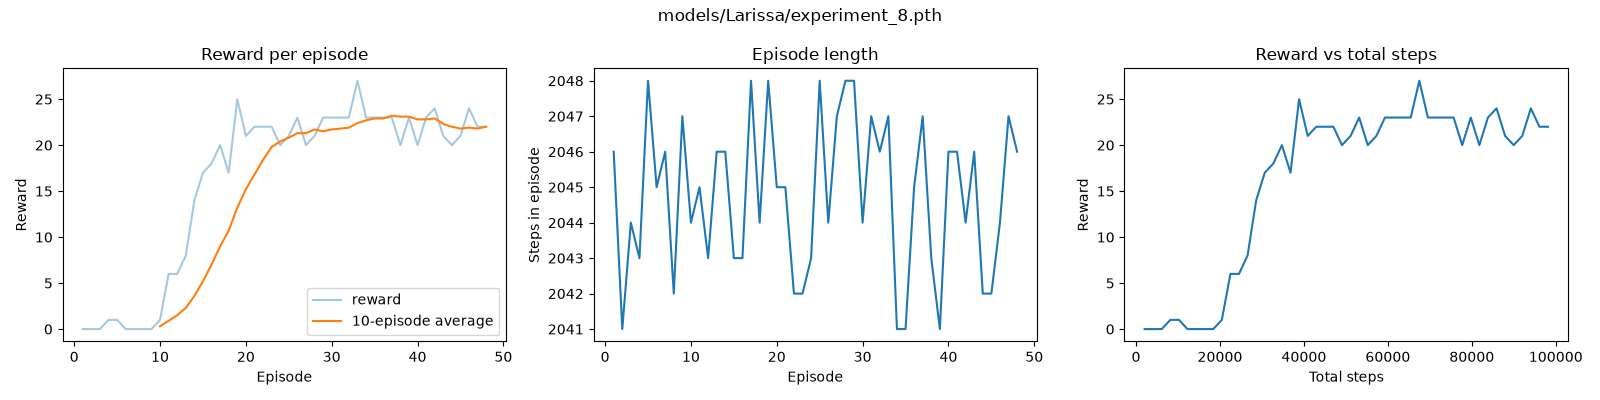 models/Larissa/experiment_8.pth
Reward per episode
Reward
25
20
15
10
5
0
reward
10-episode average
0 10 20 30 40 50
Episode
Episode length
Steps in episode
2048
2047
2046
2045
2044
2043
2042
2041
0 10 20 30 40 50
Episode
Reward vs total steps
Reward
25
20
15
10
5
0
0 20000 40000 60000 80000 100000
Total steps